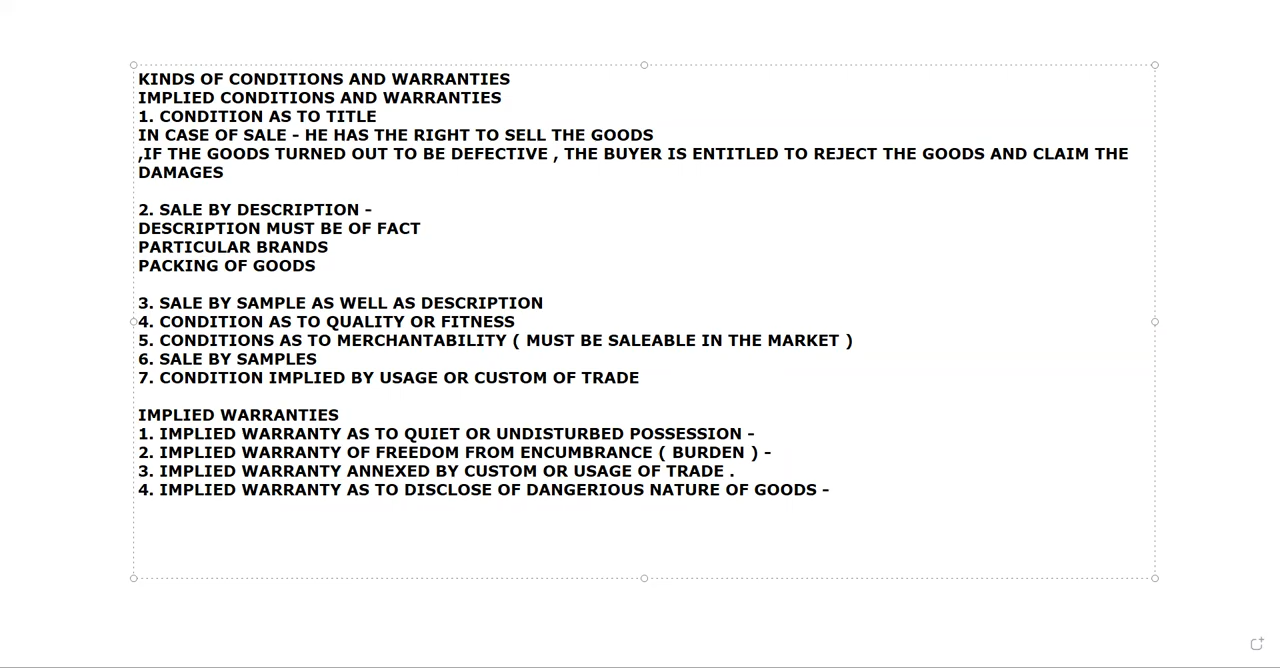 KINDS OF CONDITIONS AND WARRANTIES
IMPLIED CONDITIONS AND WARRANTIES
1. CONDITION AS TO TITLE
IN CASE OF SALE - HE HAS THE RIGHT TO SELL THE GOODS
,IF THE GOODS TURNED OUT TO BE DEFECTIVE , THE BUYER IS ENTITLED TO REJECT THE GOODS AND CLAIM THE
DAMAGES
2. SALE BY DESCRIPTION -
DESCRIPTION MUST BE OF FACT
PARTICULAR BRANDS
PACKING OF GOODS
3. SALE BY SAMPLE AS WELL AS DESCRIPTION
4. CONDITION AS TO QUALITY OR FITNESS
5. CONDITIONS AS TO MERCHANTABILITY ( MUST BE SALEABLE IN THE MARKET )
6. SALE BY SAMPLES
7. CONDITION IMPLIED BY USAGE OR CUSTOM OF TRADE
IMPLIED WARRANTIES
1. IMPLIED WARRANTY AS TO QUIET OR UNDISTURBED POSSESSION -
2. IMPLIED WARRANTY OF FREEDOM FROM ENCUMBRANCE ( BURDEN ) -
3. IMPLIED WARRANTY ANNEXED BY CUSTOM OR USAGE OF TRADE .
4. IMPLIED WARRANTY AS TO DISCLOSE OF DANGERIOUS NATURE OF GOODS -